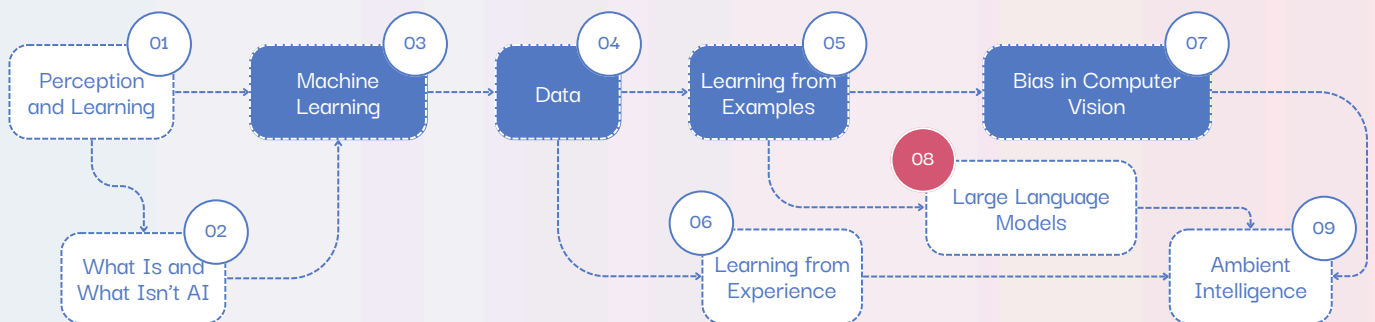 01
Perception
and Learning
02
What Is and
What Isn't AI
03
Machine
Learning
04
Data
05
Learning from
Examples
06
Learning from
Experience
07
Bias in Computer
Vision
08
Large Language
Models
09
Ambient
Intelligence